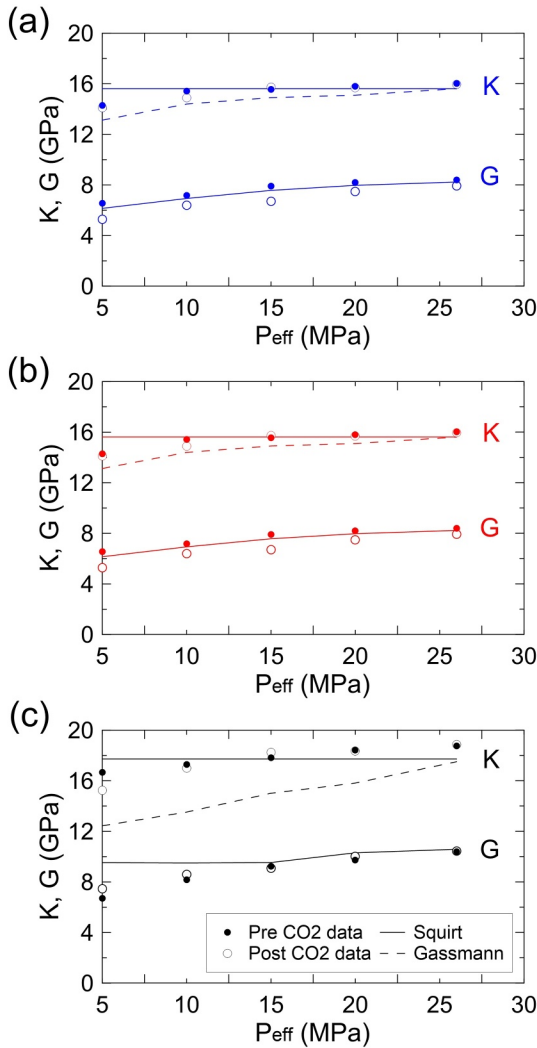 (a)
20
16
12
8
4
0
K, G (GPa)
K
G
5 10 15 20 25 30
Peff (MPa)
(b)
20
16
12
8
4
0
K, G (GPa)
K
G
5 10 15 20 25 30
Peff (MPa)
(c)
20
16
12
8
4
0
K, G (GPa)
K
G
Pre CO2 data Squirt
Post CO2 data Gassmann
5 10 15 20 25 30
Peff (MPa)